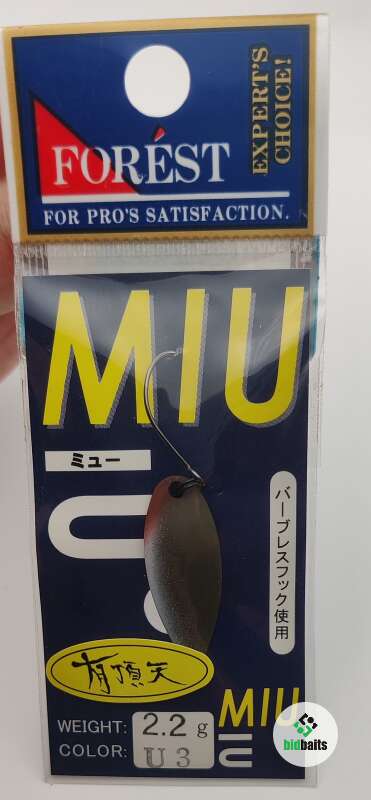 FORÉST
EXPERT'S
CHOICE!
FOR PRO'S SATISFACTION.
MIU
ミュー
バーブレスフック使用
有頂天
MIU
WEIGHT: 2.2 g
COLOR: U3
bidbaits